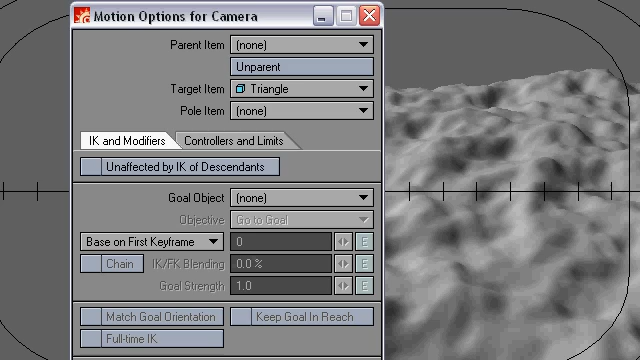 Motion Options for Camera
Parent Item (none)
Unparent
Target Item Triangle
Pole Item (none)
IK and Modifiers Controllers and Limits
Unaffected by IK of Descendants
Goal Object (none)
Objective Go to Goal
Base on First Keyframe 0 E
Chain IK/FK Blending 0.0 % E
Goal Strength 1.0 E
Match Goal Orientation Keep Goal In Reach
Full-time IK